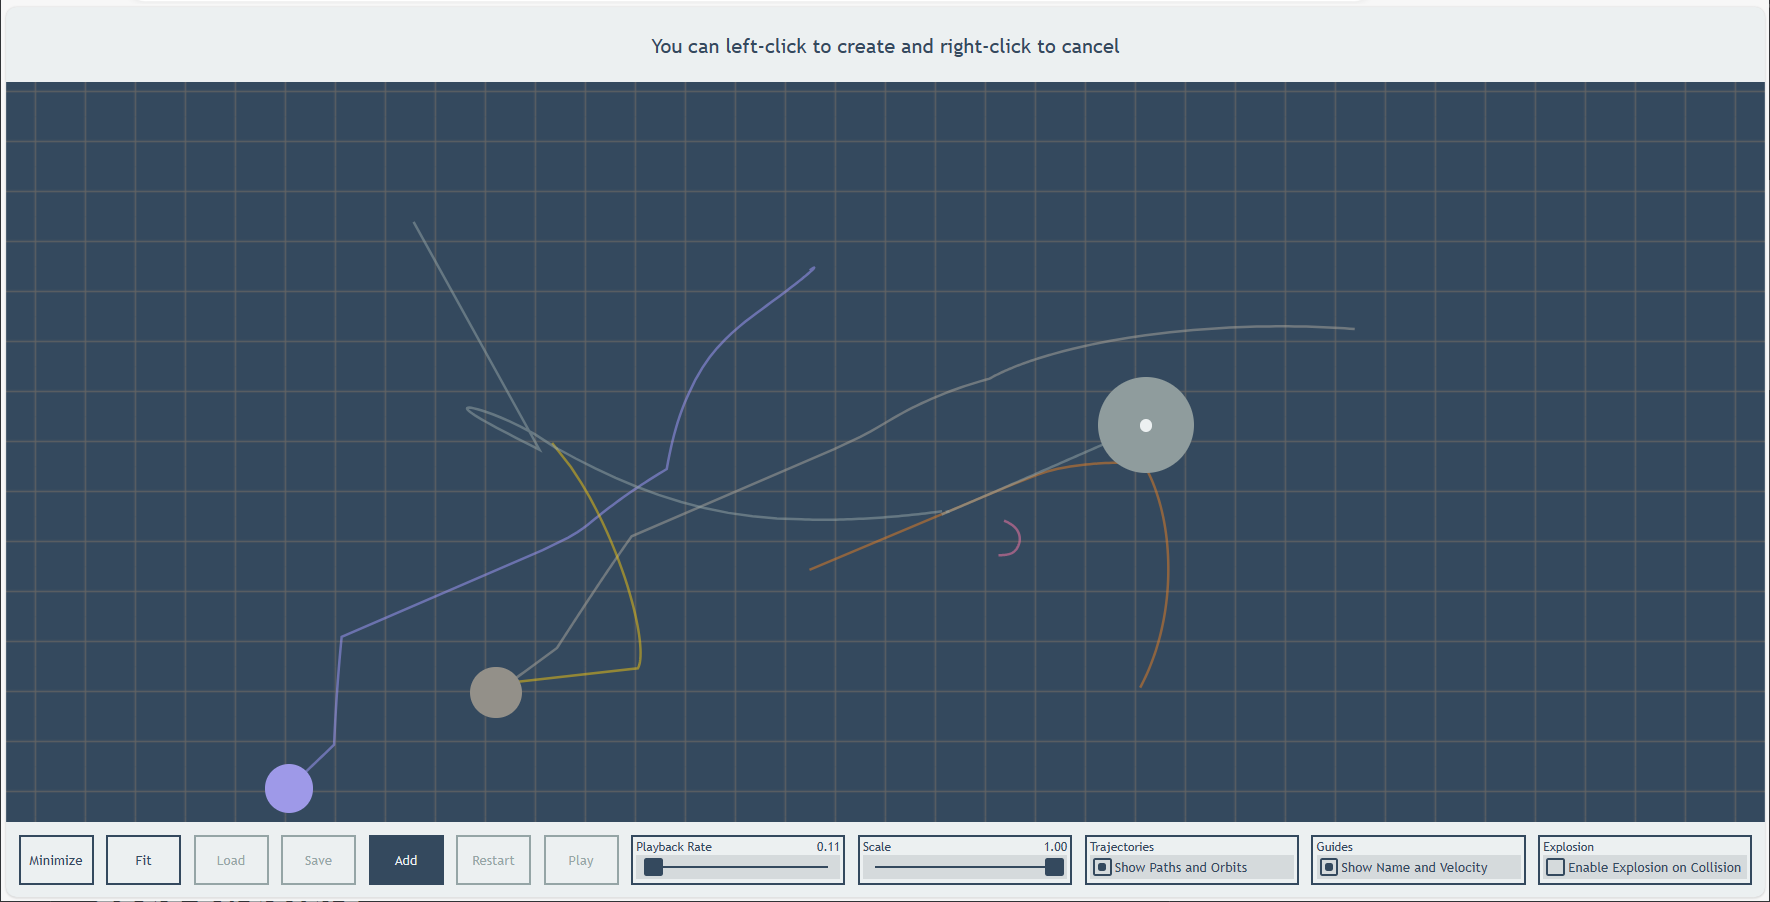 You can left-click to create and right-click to cancel
Minimize
Fit
Load
Save
Add
Restart
Play
Playback Rate 0.11
Scale 1.00
Trajectories
Show Paths and Orbits
Guides
Show Name and Velocity
Explosion
Enable Explosion on Collision